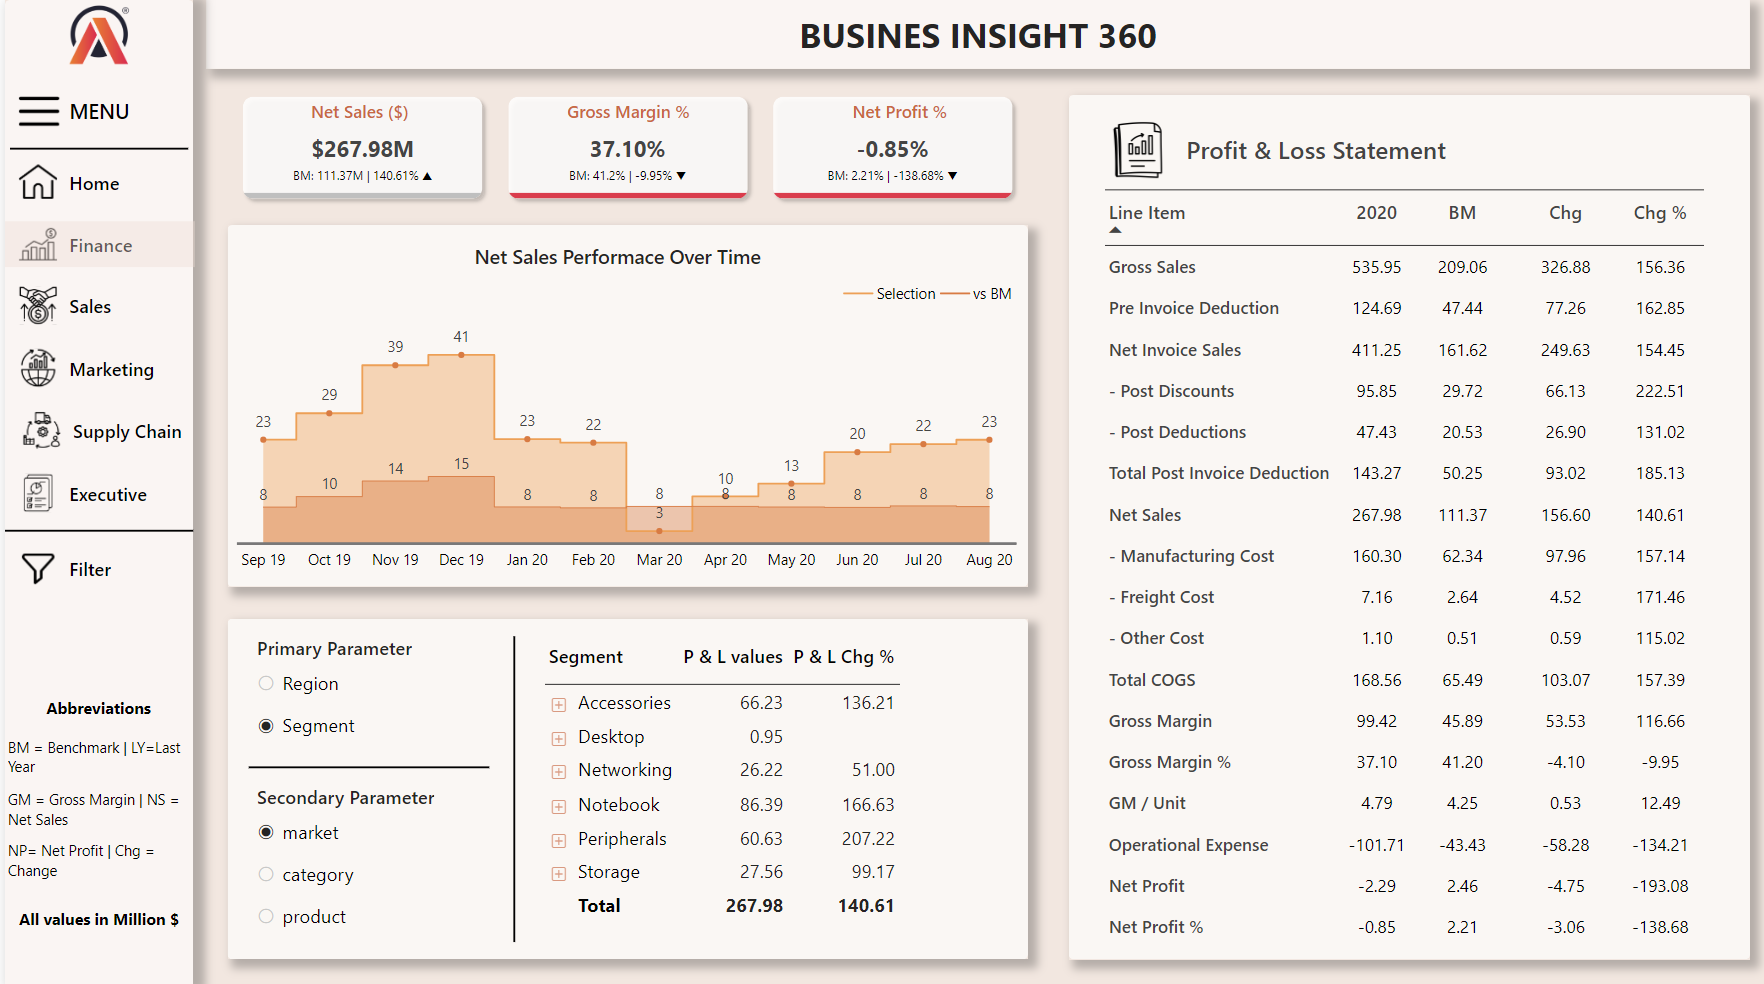 ®
MENU
Home
Finance
Sales
Marketing
Supply Chain
Executive
Filter
Abbreviations
BM = Benchmark | LY=Last
Year
GM = Gross Margin | NS =
Net Sales
NP= Net Profit | Chg =
Change
All values in Million $
BUSINES INSIGHT 360
Net Sales ($)
$267.98M
BM: 111.37M | 140.61% ▲
Gross Margin %
37.10%
BM: 41.2% | -9.95% ▼
Net Profit %
-0.85%
BM: 2.21% | -138.68% ▼
Net Sales Performace Over Time
Selection vs BM
23 29 39 41 23 22 3 10 13 20 22 23
8 10 14 15 8 8 8 8 8 8 8 8
Sep 19 Oct 19 Nov 19 Dec 19 Jan 20 Feb 20 Mar 20 Apr 20 May 20 Jun 20 Jul 20 Aug 20
Primary Parameter
Region
Segment
Secondary Parameter
market
category
product
Segment P & L values P & L Chg %
Accessories 66.23 136.21
Desktop 0.95
Networking 26.22 51.00
Notebook 86.39 166.63
Peripherals 60.63 207.22
Storage 27.56 99.17
Total 267.98 140.61
Profit & Loss Statement
Line Item 2020 BM Chg Chg %
Gross Sales 535.95 209.06 326.88 156.36
Pre Invoice Deduction 124.69 47.44 77.26 162.85
Net Invoice Sales 411.25 161.62 249.63 154.45
- Post Discounts 95.85 29.72 66.13 222.51
- Post Deductions 47.43 20.53 26.90 131.02
Total Post Invoice Deduction 143.27 50.25 93.02 185.13
Net Sales 267.98 111.37 156.60 140.61
- Manufacturing Cost 160.30 62.34 97.96 157.14
- Freight Cost 7.16 2.64 4.52 171.46
- Other Cost 1.10 0.51 0.59 115.02
Total COGS 168.56 65.49 103.07 157.39
Gross Margin 99.42 45.89 53.53 116.66
Gross Margin % 37.10 41.20 -4.10 -9.95
GM / Unit 4.79 4.25 0.53 12.49
Operational Expense -101.71 -43.43 -58.28 -134.21
Net Profit -2.29 2.46 -4.75 -193.08
Net Profit % -0.85 2.21 -3.06 -138.68